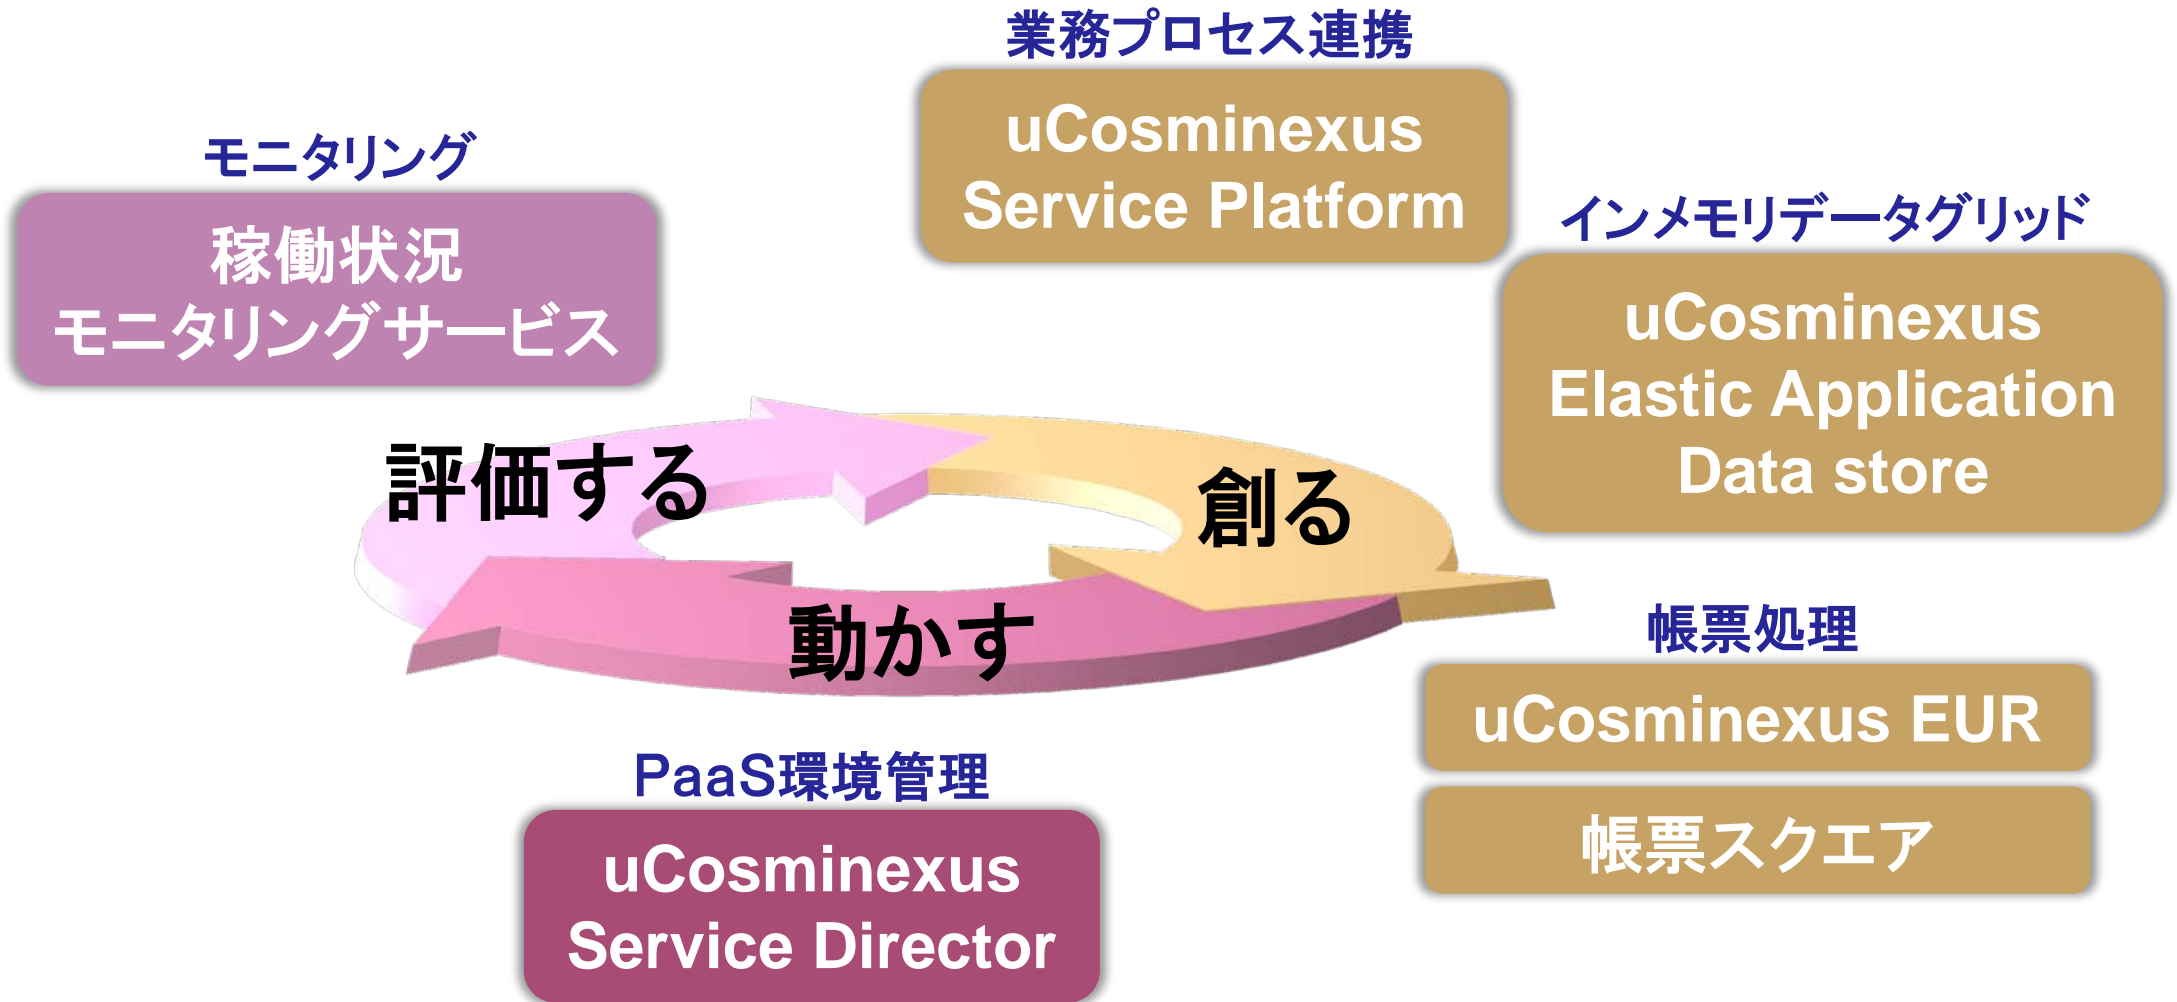 業務プロセス連携
uCosminexus
Service Platform
モニタリング
稼働状況
モニタリングサービス
インメモリデータグリッド
uCosminexus
Elastic Application
Data store
評価する
創る
動かす
帳票処理
uCosminexus EUR
帳票スクエア
PaaS環境管理
uCosminexus
Service Director